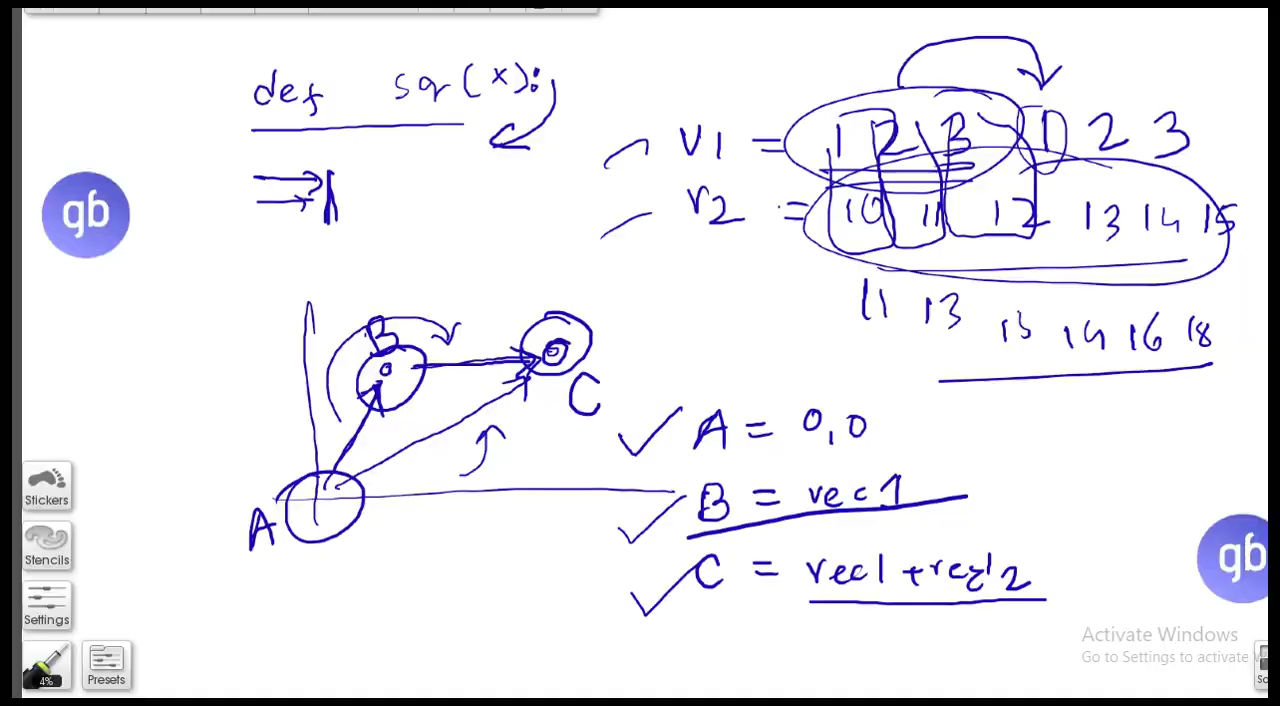 def sq(x):
V1 = 1 2 3 1 2 3
V2 = 10 11 12 13 14 15
11 13 15 14 16 18
gb
B
C
A
A = 0,0
B = vec1
C = vec1 + vec2
Stickers
Stencils
Settings
4%
Presets
gb
Activate Windows
Go to Settings to activate